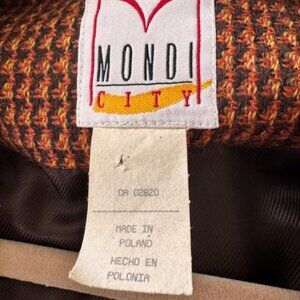 MONDI
CITY
CA 02820
MADE IN
POLAND
HECHO EN
POLONIA